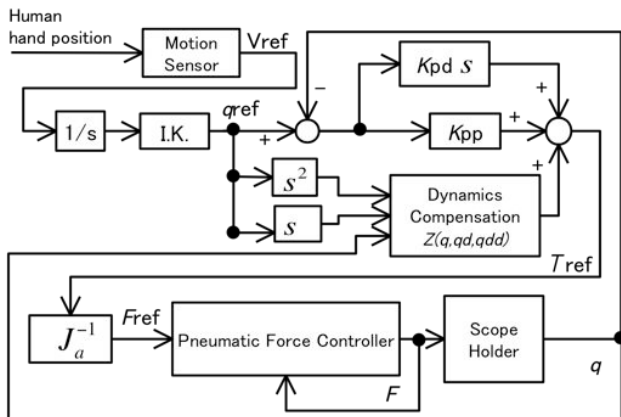 Human
hand position
Motion
Sensor
Vref
Kpd s
−
+
1/s
I.K.
qref
+
Kpp
+
+
s²
s
Dynamics
Compensation
Z(q,qd,qdd)
Tref
J_a^{-1}
Fref
Pneumatic Force Controller
Scope
Holder
F
q